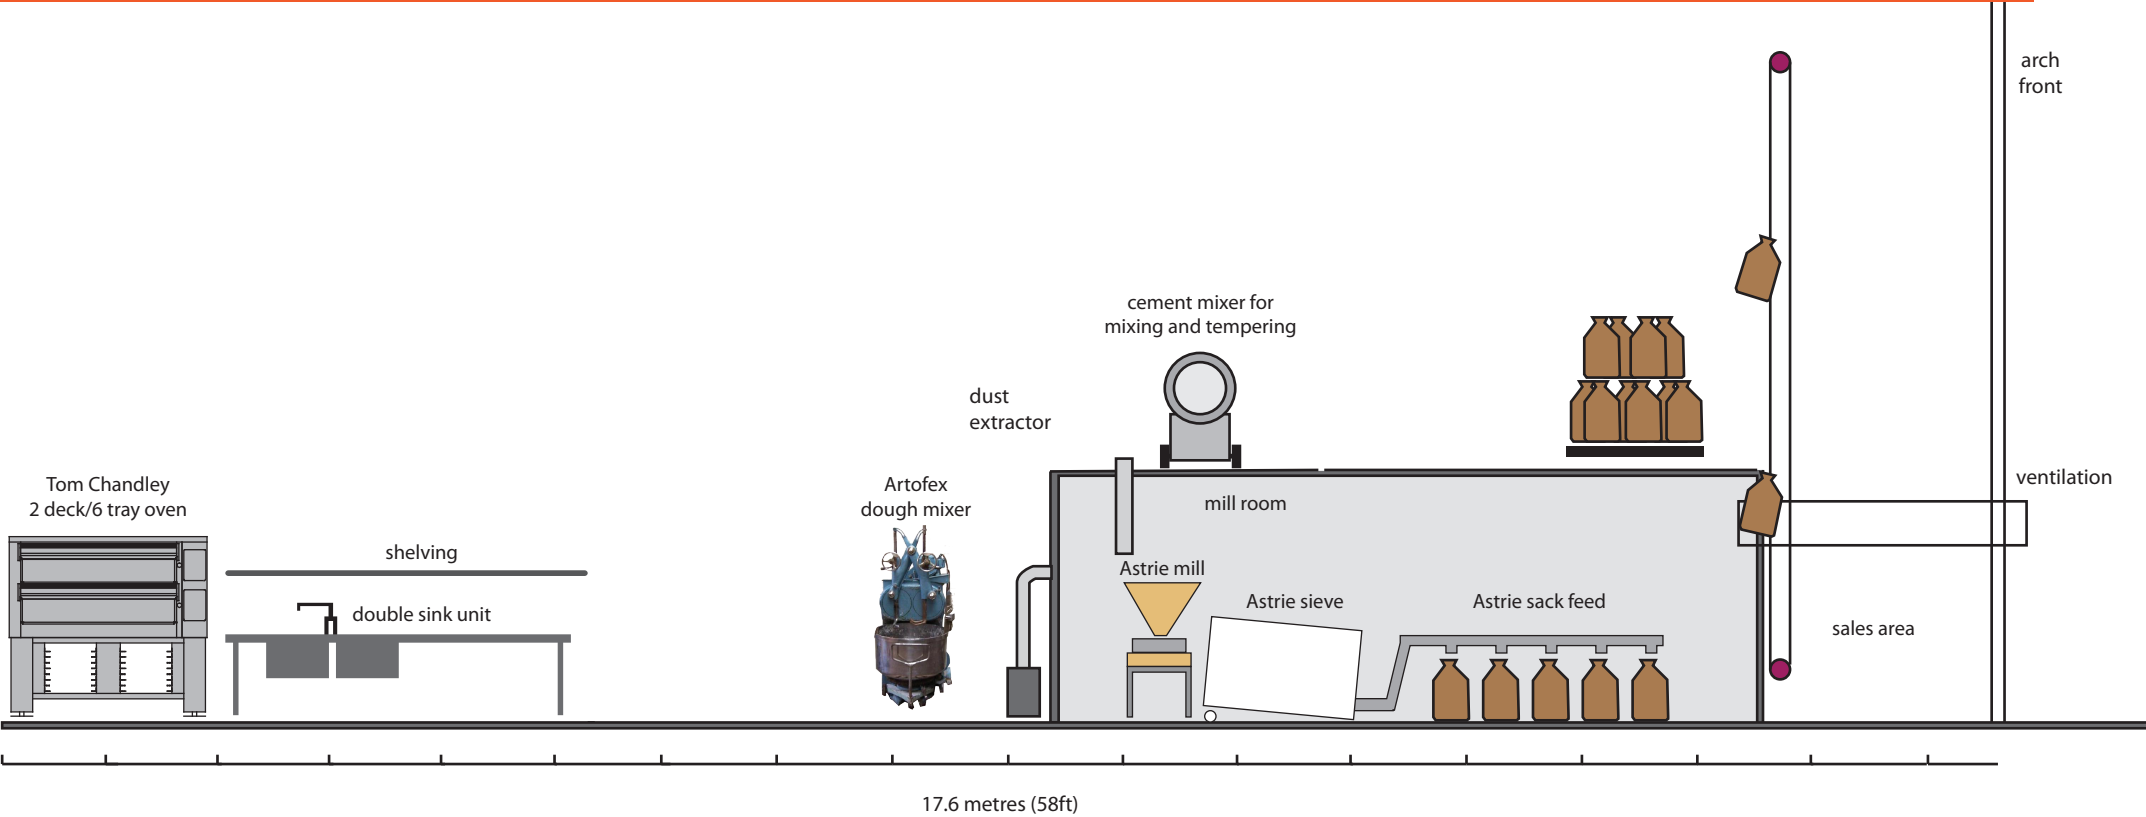 arch
front
cement mixer for
mixing and tempering
dust
extractor
Tom Chandley
2 deck/6 tray oven
Artofex
dough mixer
mill room
ventilation
shelving
double sink unit
Astrie mill
Astrie sieve
Astrie sack feed
sales area
17.6 metres (58ft)